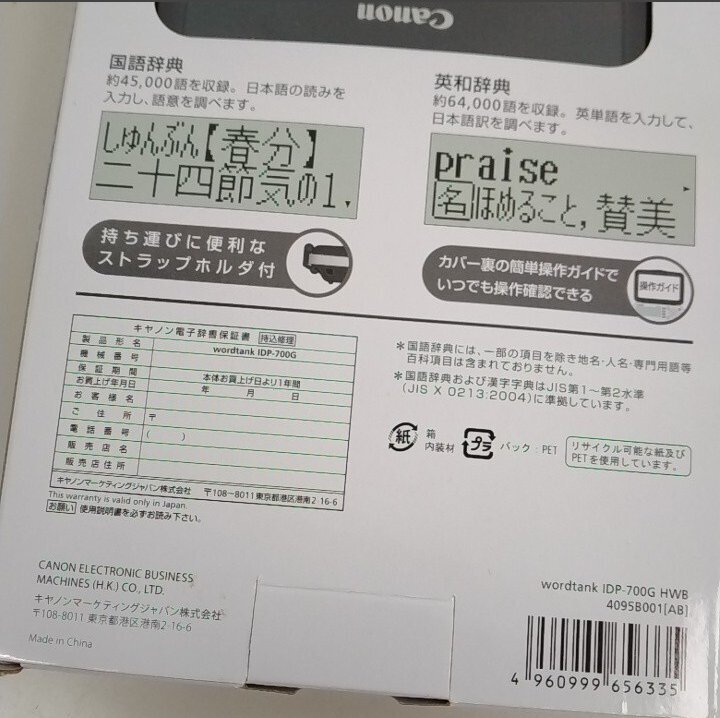 Canon
国語辞典
約45,000語を収録。日本語の読みを
入力し、語意を調べます。
しゅんぶん【春分】
二十四節気の1
持ち運びに便利な
ストラップホルダ付
英和辞典
約64,000語を収録。英単語を入力して、
日本語訳を調べます。
praise
名ほめること,賛美
カバー裏の簡単操作ガイドで
いつでも操作確認できる
操作ガイド
キヤノン電子辞書保証書 持込修理
製品形名 wordtank IDP-700G
機械番号
保証期間 本体お買上げ日より1年間
お買上げ年月日 年 月 日
お客様名
ご住所 〒
電話番号 ( )
販売店名
販売店住所
キヤノンマーケティングジャパン株式会社 〒108-8011 東京都港区港南2-16-6
This warranty is valid only in Japan.
お願い 使用説明書を必ずお読み下さい。
＊国語辞典には、一部の項目を除き地名・人名・専門用語等
百科項目は含まれておりません。
＊国語辞典および漢字字典はJIS第1〜第2水準
(JIS X 0213:2004)に準拠しています。
紙 箱
内装材
プラ パック : PET
リサイクル可能な紙及び
PETを使用しています。
CANON ELECTRONIC BUSINESS
MACHINES (H.K.) CO., LTD.
キヤノンマーケティングジャパン株式会社
〒108-8011 東京都港区港南2-16-6
Made in China
wordtank IDP-700G HWB
4095B001[AB]
4 960999 656335